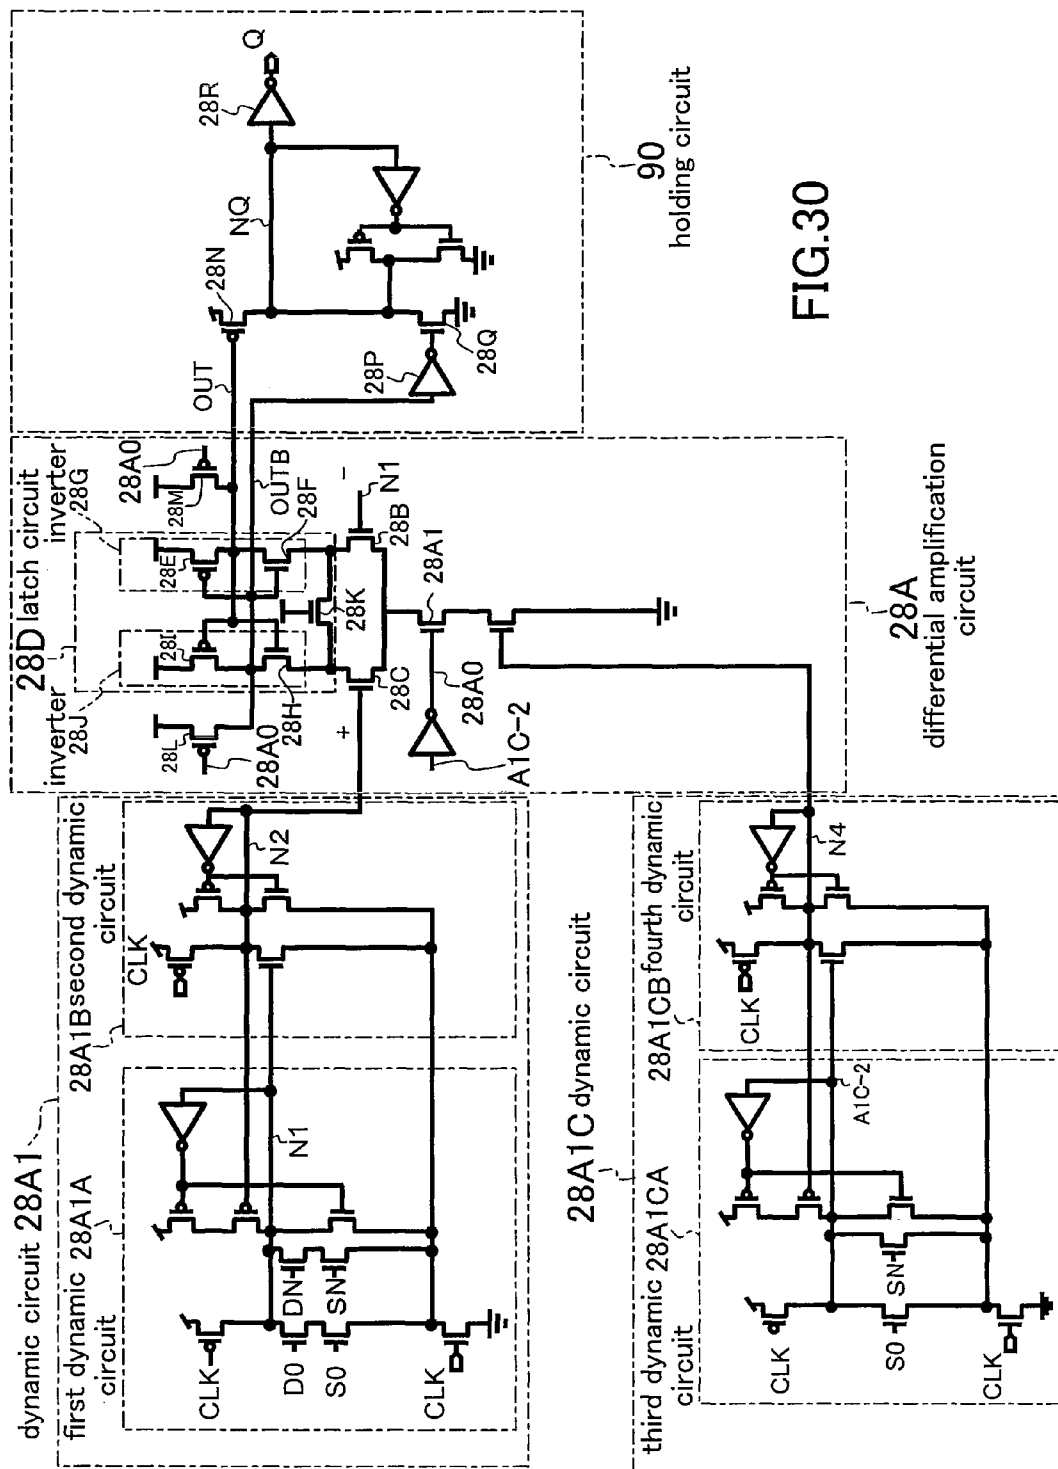 dynamic circuit 28A1
first dynamic 28A1A
circuit
28A1B second dynamic
circuit
CLK
D0
S0
DN
SN
CLK
N1
CLK
N2
28A1C dynamic circuit
third dynamic 28A1CA
circuit
28A1CB fourth dynamic
circuit
CLK
S0
SN
CLK
A1C-2
CLK
N4
28D latch circuit
inverter
28J
inverter
28G
28L
28A0
28I
28H
28E
28F
28M
28A0
28K
OUTB
+
-
N1
28C
28B
28A1
28A0
A1C-2
28A
differential amplification
circuit
OUT
28N
28P
28Q
NQ
28R
Q
90
holding circuit
FIG.30